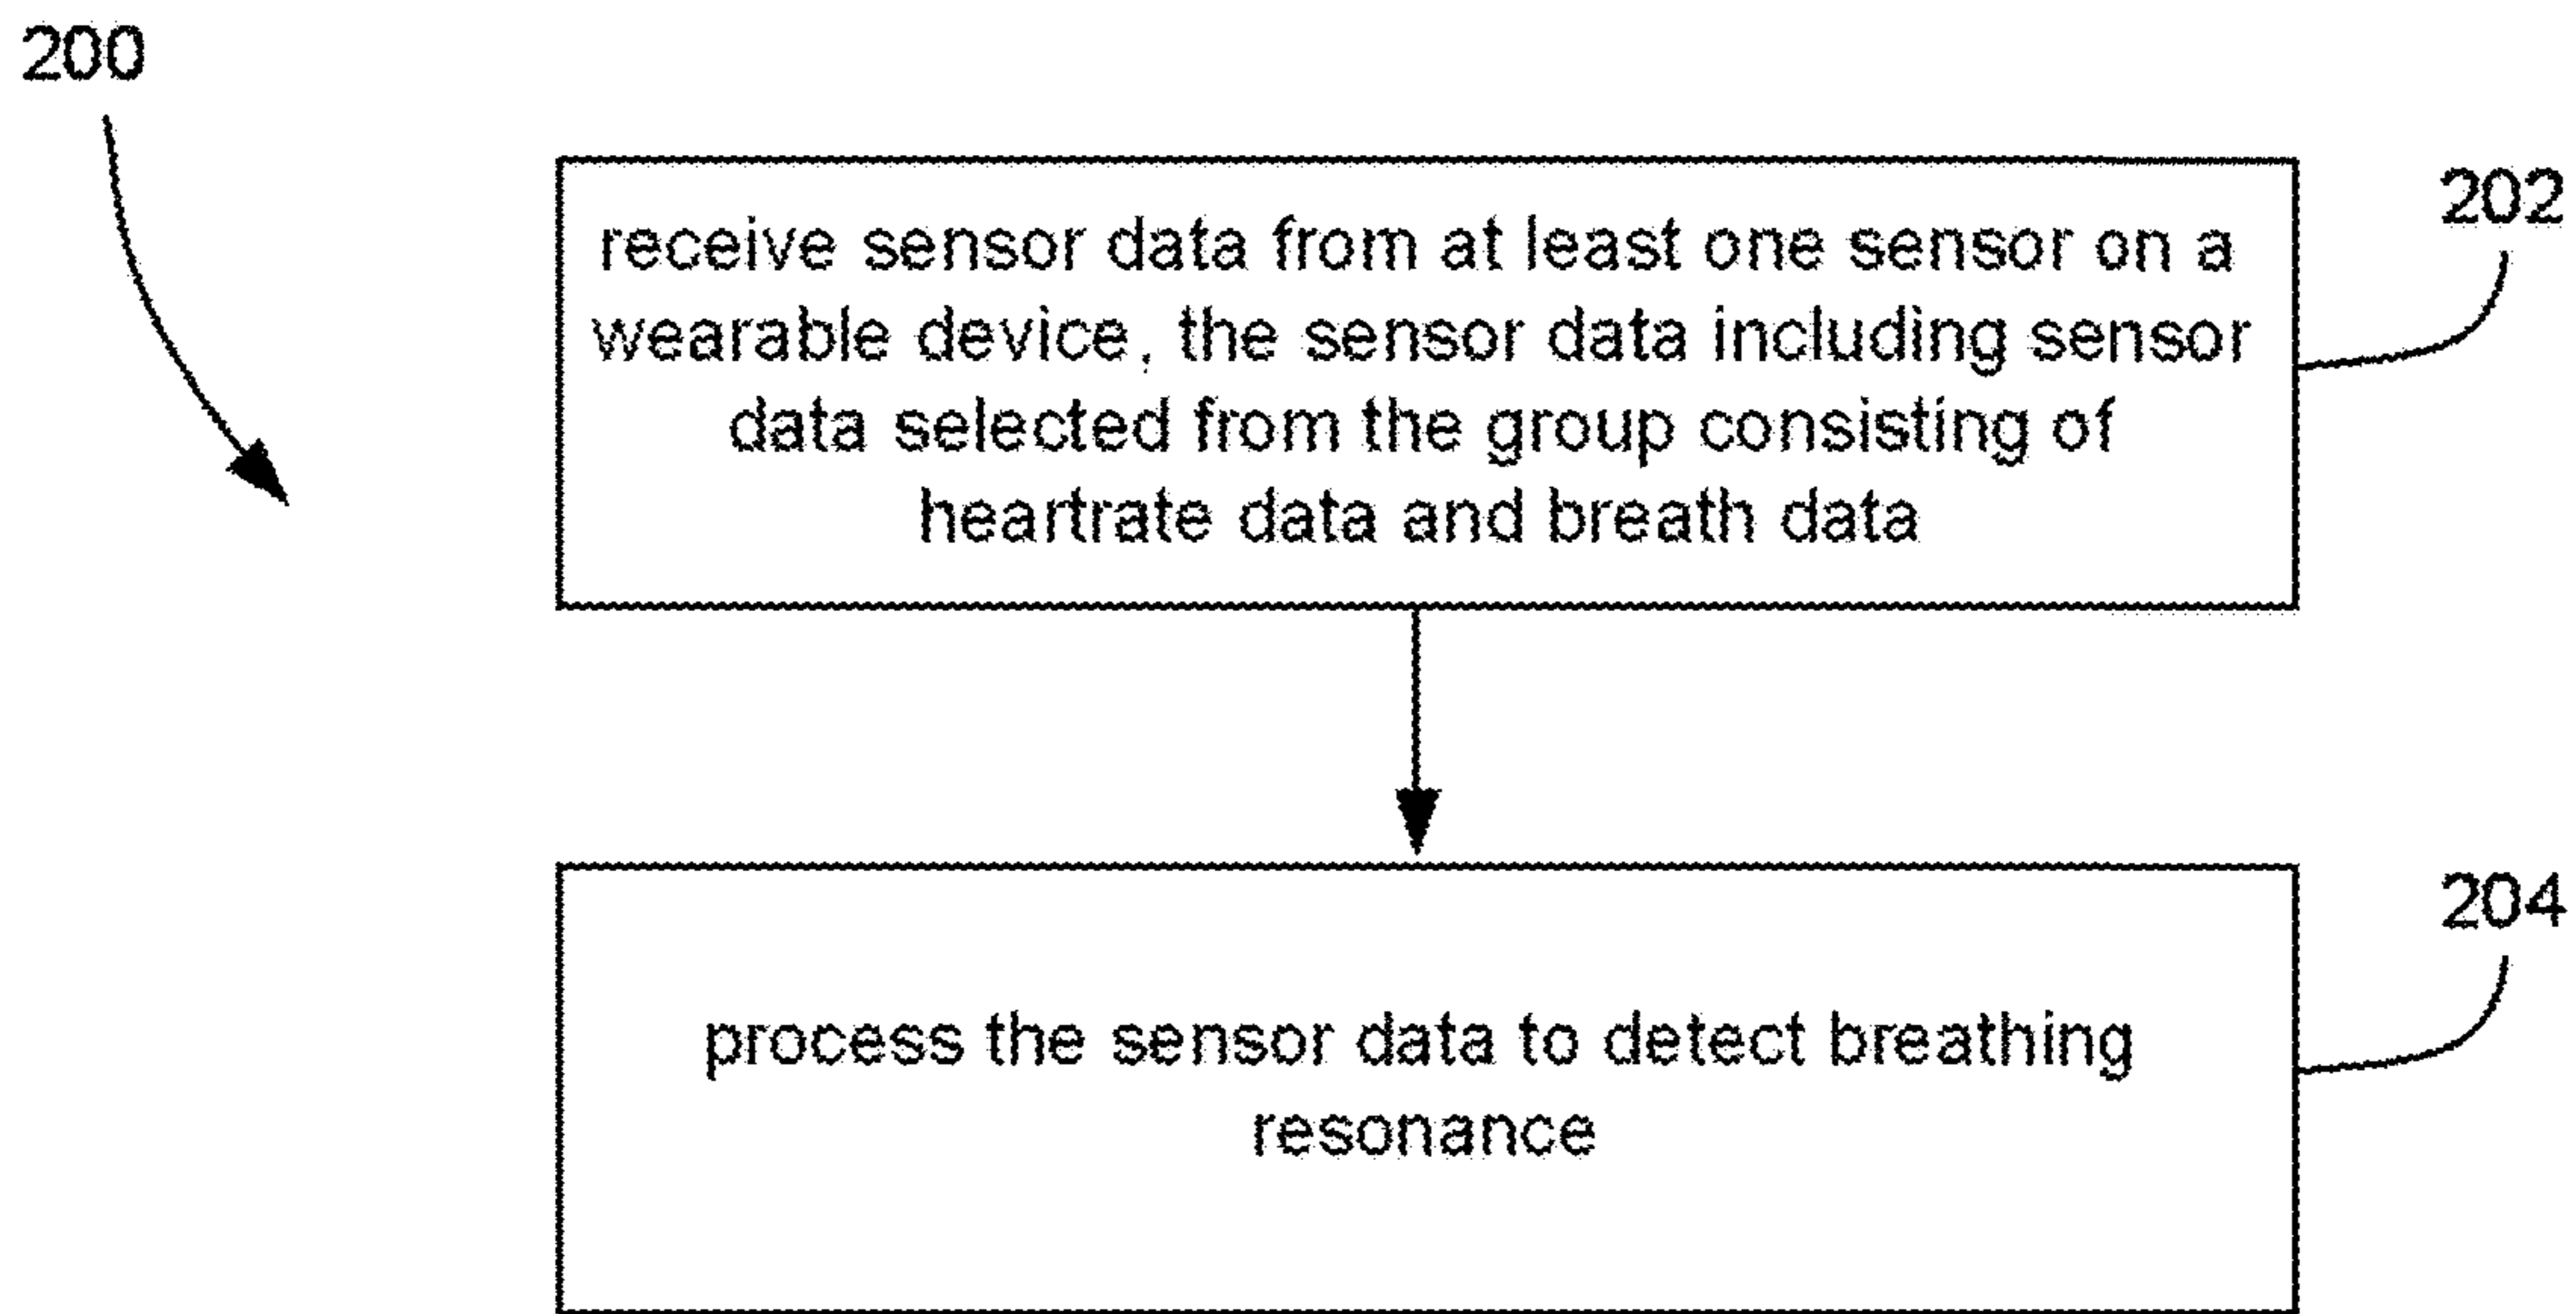 200
202
receive sensor data from at least one sensor on a
wearable device, the sensor data including sensor
data selected from the group consisting of
heartrate data and breath data
204
process the sensor data to detect breathing
resonance